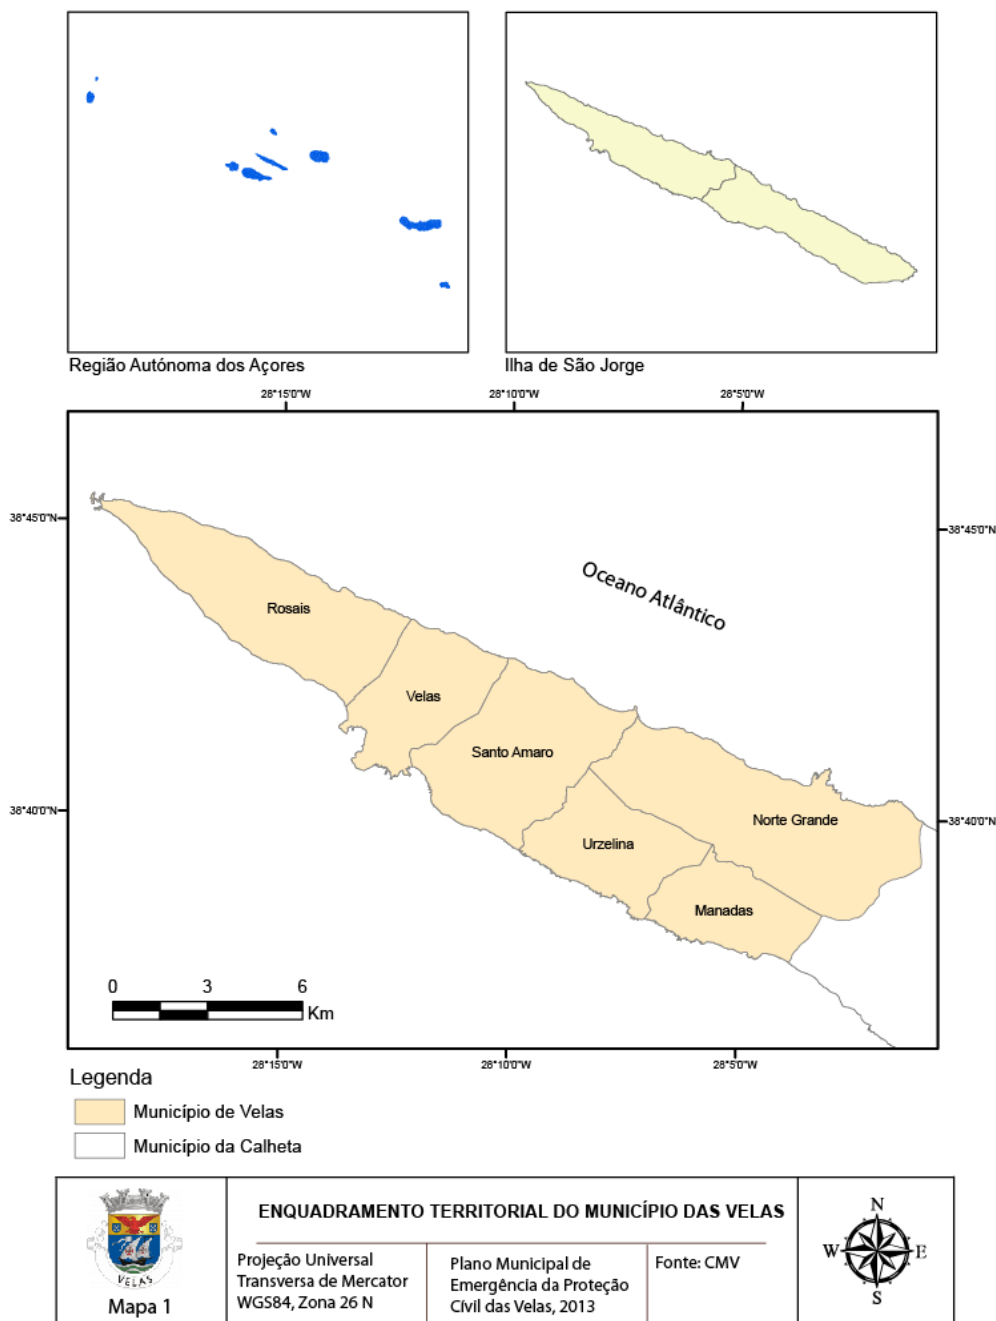 Região Autónoma dos Açores
Ilha de São Jorge
28°15'0"W
28°10'0"W
28°5'0"W
38°45'0"N
38°45'0"N
Oceano Atlântico
Rosais
Velas
Santo Amaro
38°40'0"N
38°40'0"N
Norte Grande
Urzelina
Manadas
0 3 6
Km
28°15'0"W
28°10'0"W
28°5'0"W
Legenda
Município de Velas
Município da Calheta
VELAS
Mapa 1
ENQUADRAMENTO TERRITORIAL DO MUNICÍPIO DAS VELAS
Projeção Universal
Transversa de Mercator
WGS84, Zona 26 N
Plano Municipal de
Emergência da Proteção
Cívil das Velas, 2013
Fonte: CMV
N
W
E
S